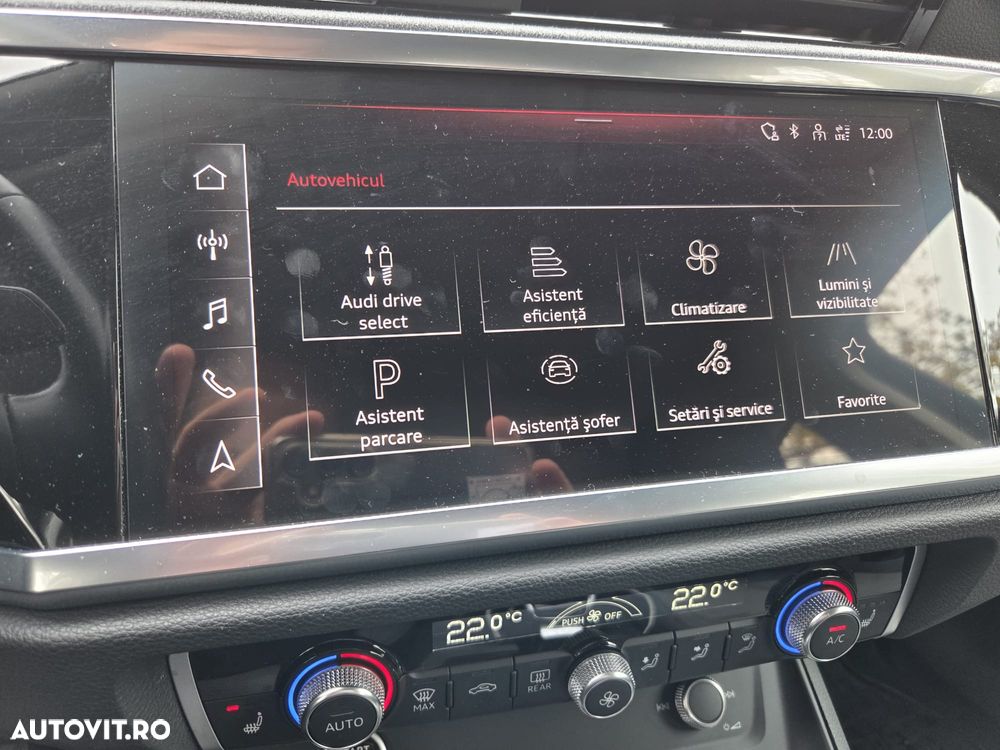 LTE 12:00
Autovehicul
Audi drive
select
Asistent
eficiență
Climatizare
Lumini și
vizibilitate
P
Asistent
parcare
Asistență șofer
Setări și service
Favorite
22.0°C
PUSH OFF
22.0°C
AUTO
MAX
REAR
A/C
AUTOVIT.RO